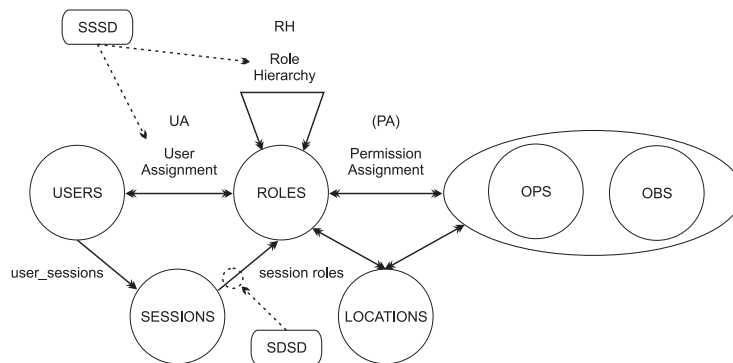 SSSD
RH
Role
Hierarchy
UA
(PA)
User
Assignment
Permission
Assignment
USERS
ROLES
OPS
OBS
user_sessions
session roles
SESSIONS
LOCATIONS
SDSD